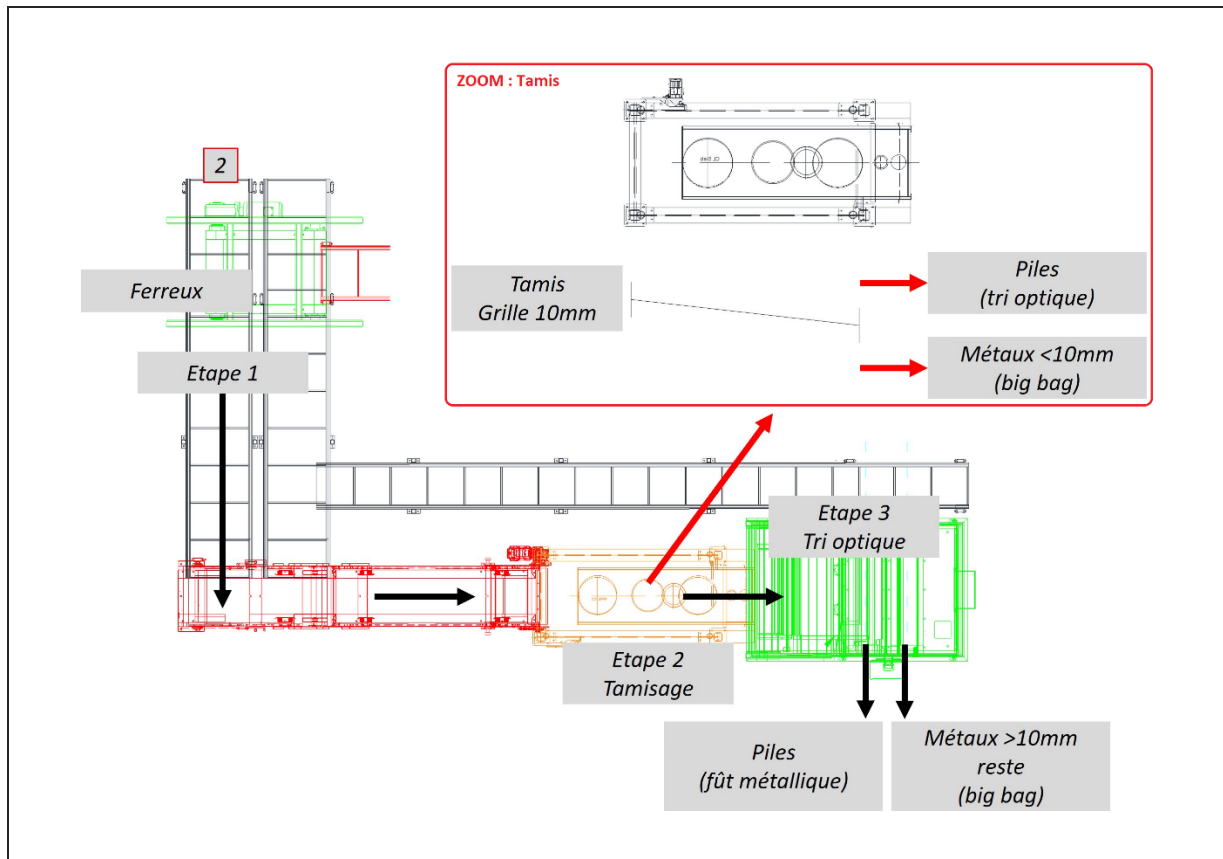 ZOOM : Tamis
2
Ferreux
Tamis
Grille 10mm
Piles
(tri optique)
Métaux <10mm
(big bag)
Etape 1
Etape 3
Tri optique
Etape 2
Tamisage
Piles
(fût métallique)
Métaux >10mm
reste
(big bag)